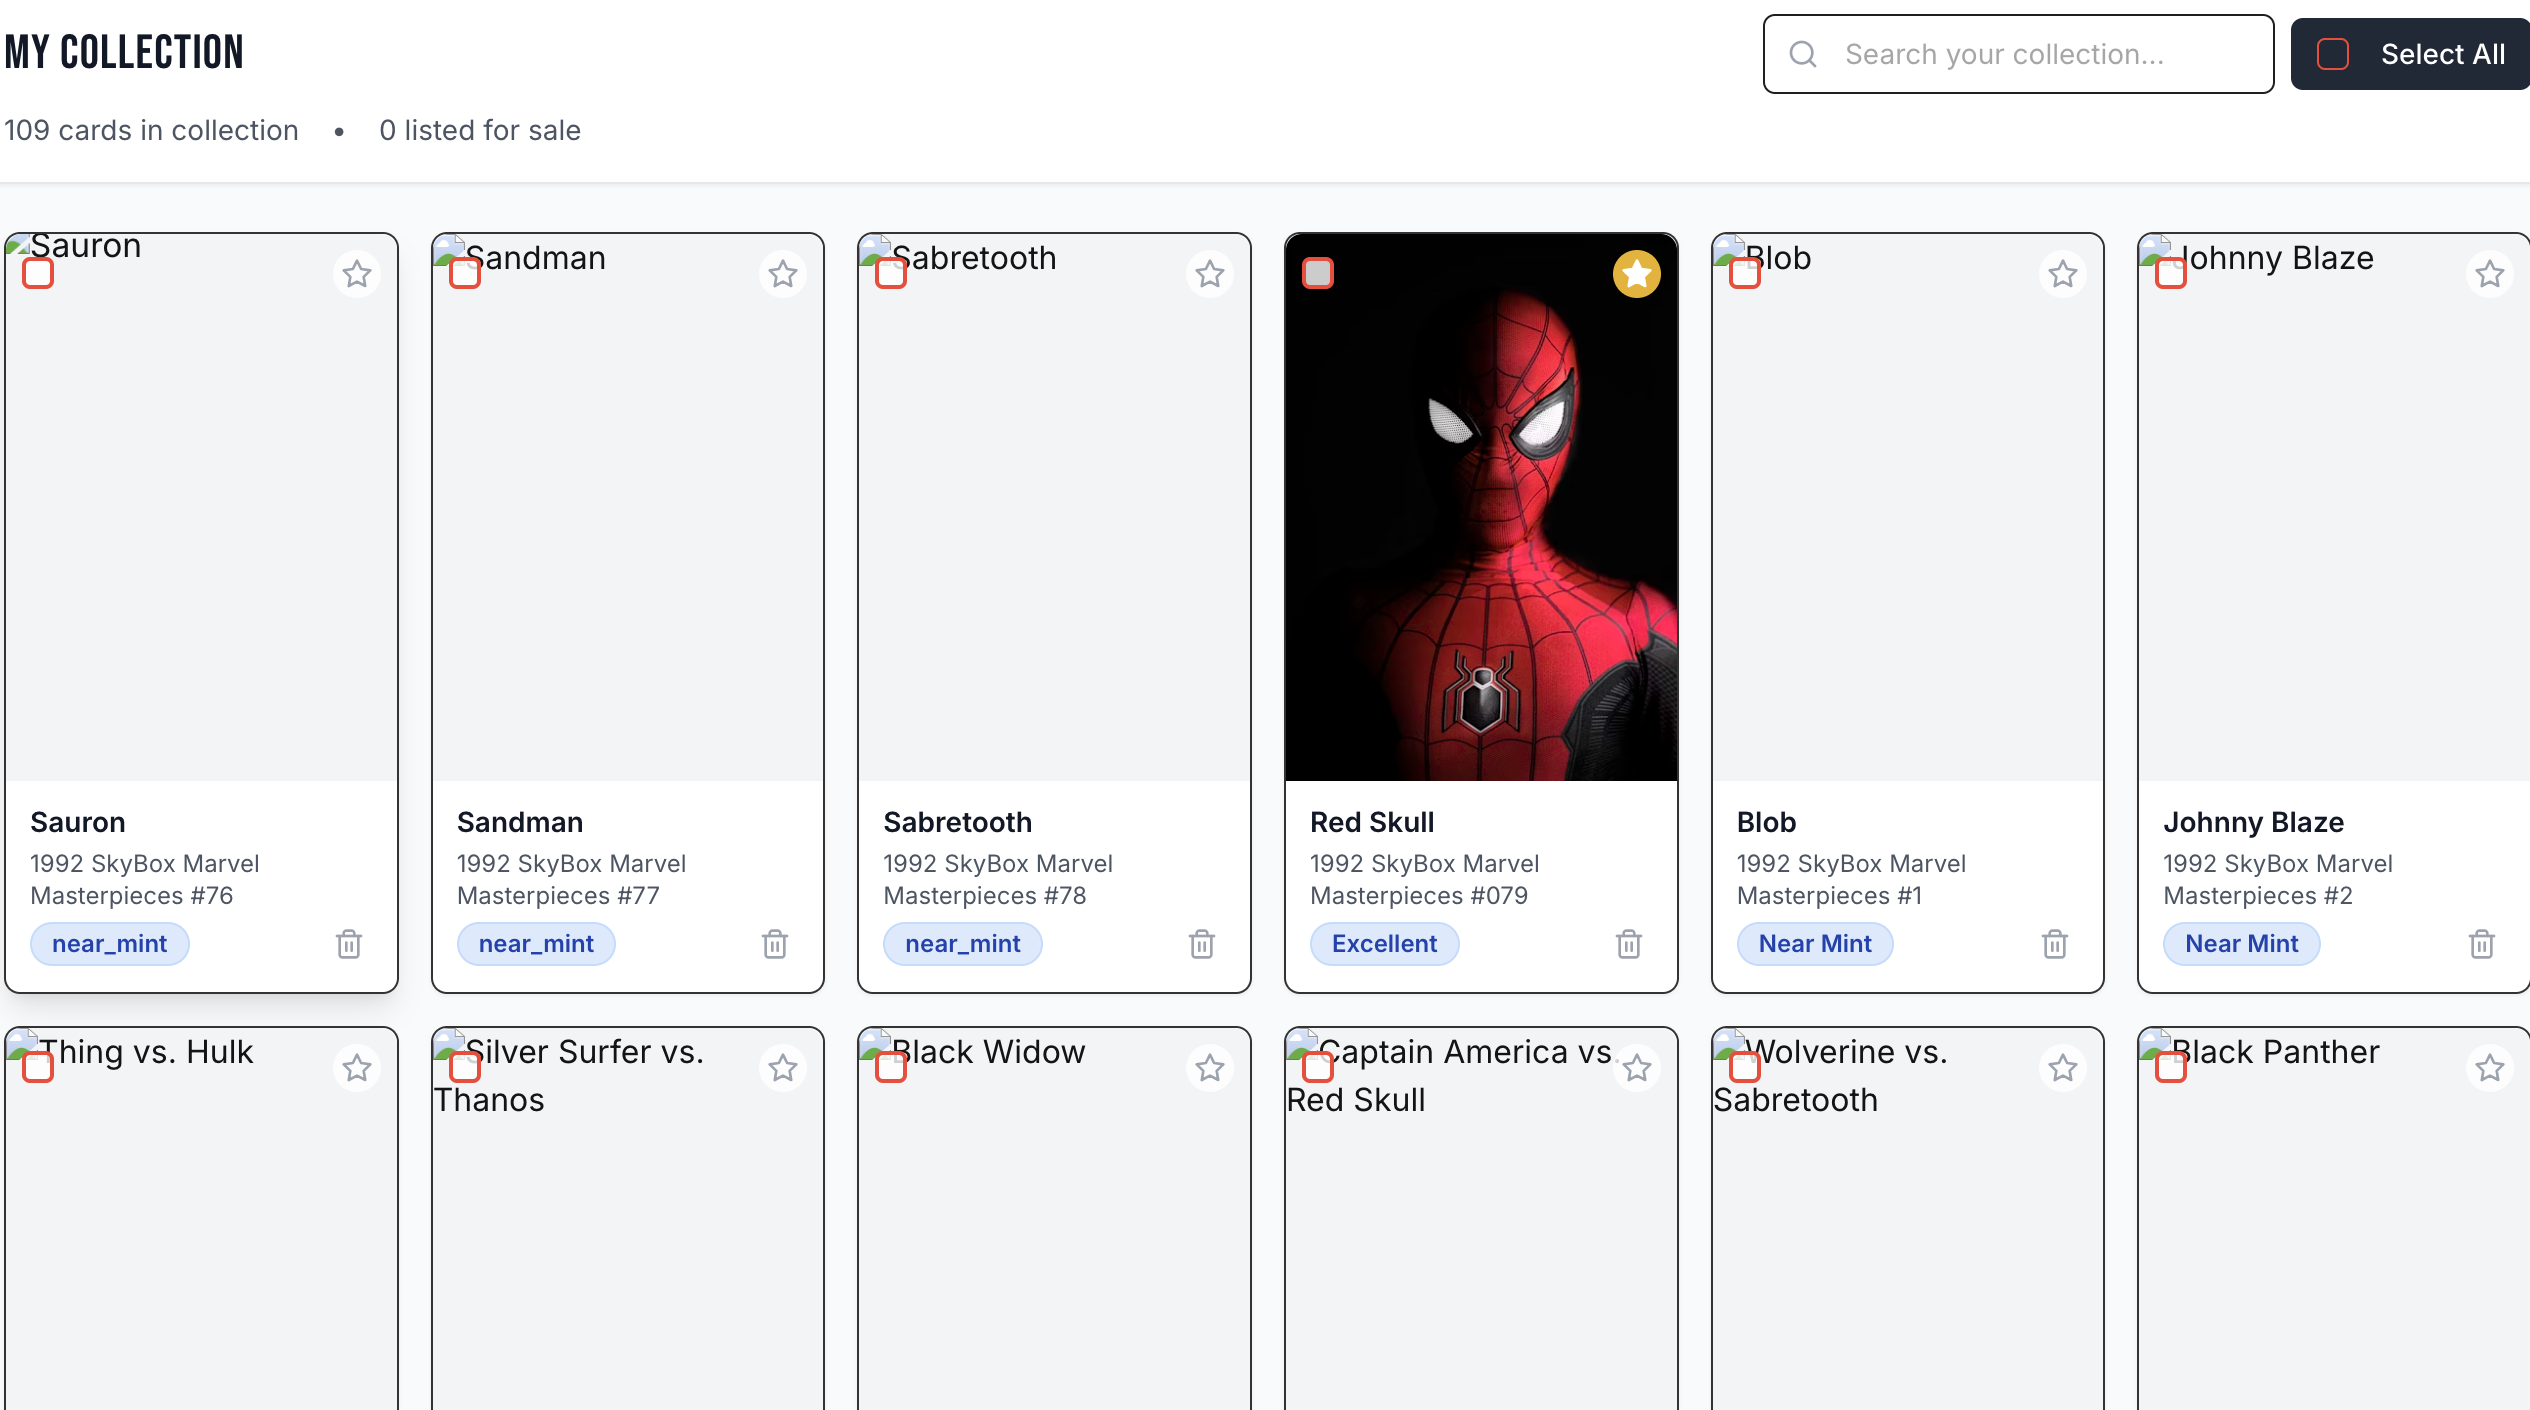 MY COLLECTION
Search your collection...
Select All
109 cards in collection • 0 listed for sale
Sauron
Sandman
Sabretooth
Blob
Johnny Blaze
Sauron
1992 SkyBox Marvel
Masterpieces #76
near_mint
Sandman
1992 SkyBox Marvel
Masterpieces #77
near_mint
Sabretooth
1992 SkyBox Marvel
Masterpieces #78
near_mint
Red Skull
1992 SkyBox Marvel
Masterpieces #079
Excellent
Blob
1992 SkyBox Marvel
Masterpieces #1
Near Mint
Johnny Blaze
1992 SkyBox Marvel
Masterpieces #2
Near Mint
Thing vs. Hulk
Silver Surfer vs.
Thanos
Black Widow
Captain America vs.
Red Skull
Wolverine vs.
Sabretooth
Black Panther